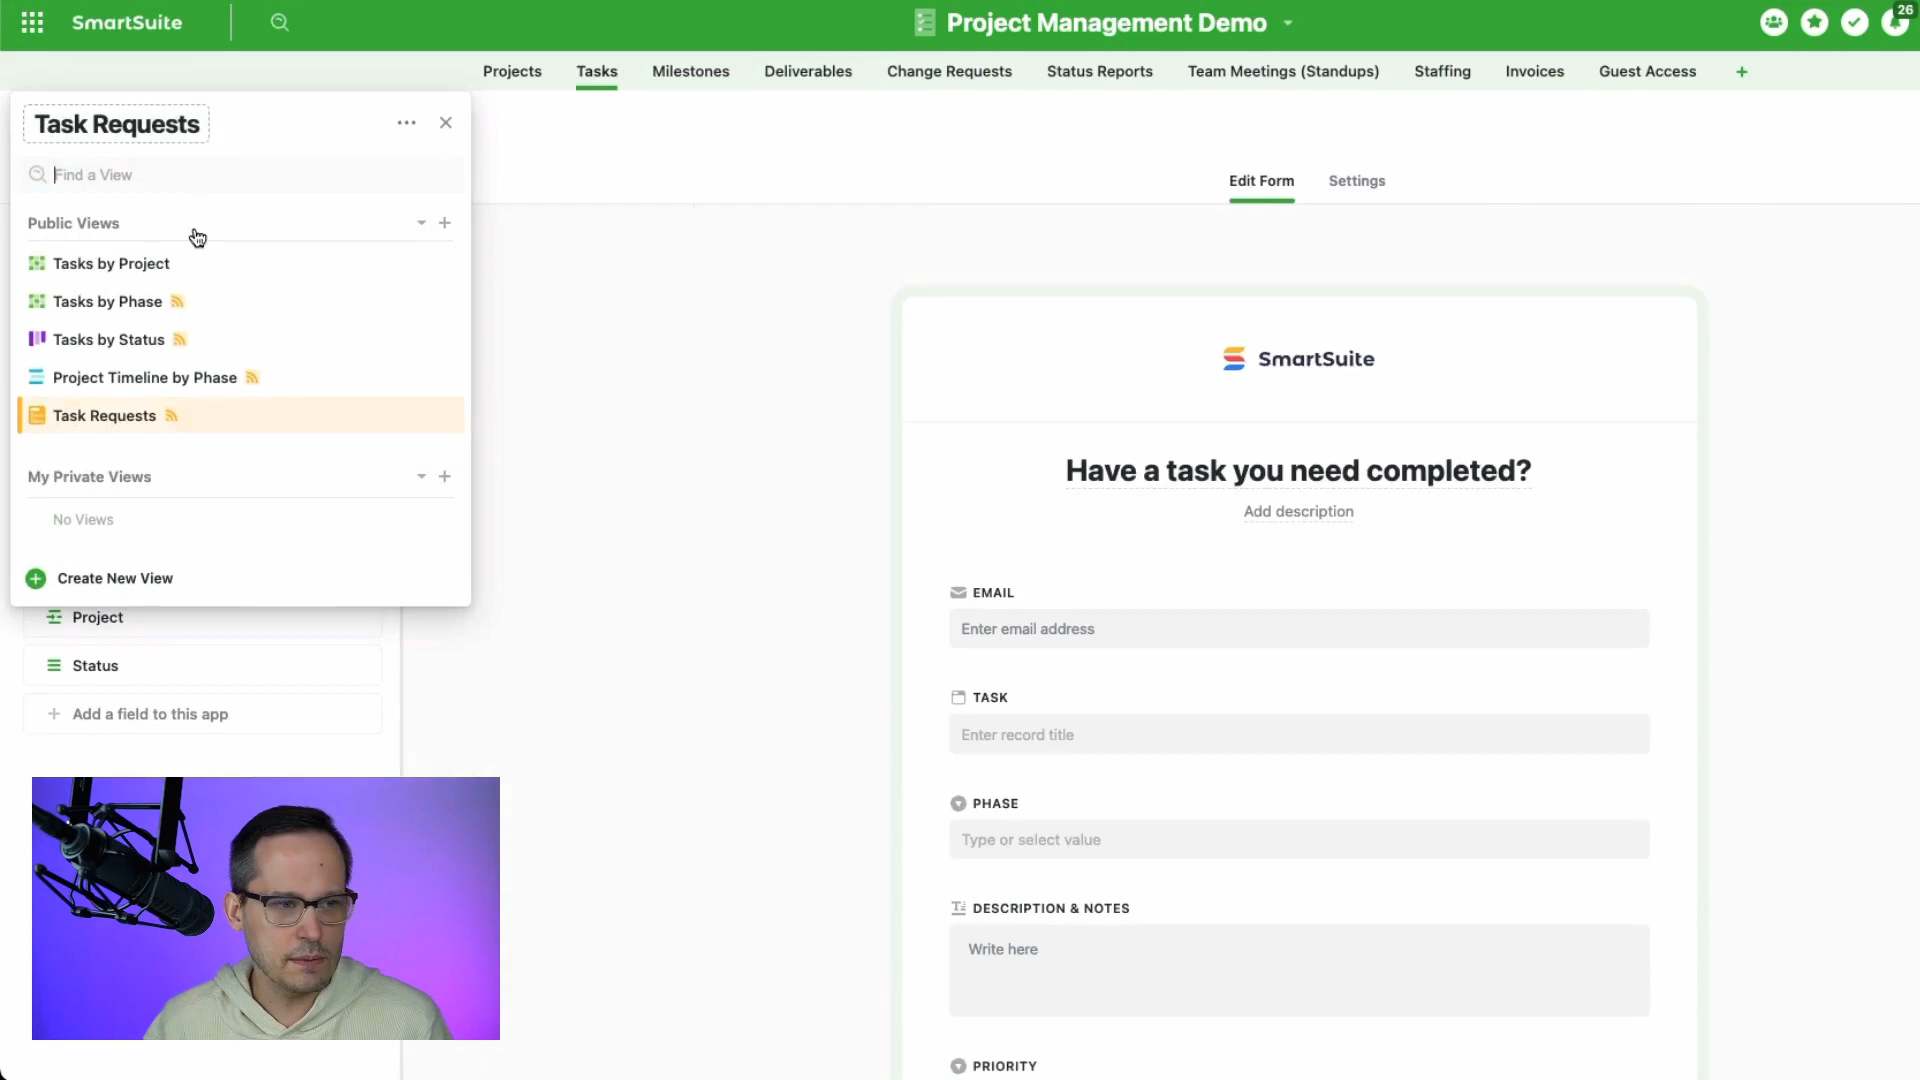 SmartSuite
Project Management Demo
26
Projects
Tasks
Milestones
Deliverables
Change Requests
Status Reports
Team Meetings (Standups)
Staffing
Invoices
Guest Access
Task Requests
Find a View
Public Views
Tasks by Project
Tasks by Phase
Tasks by Status
Project Timeline by Phase
Task Requests
My Private Views
No Views
Create New View
Project
Status
Add a field to this app
Edit Form
Settings
SmartSuite
Have a task you need completed?
Add description
EMAIL
Enter email address
TASK
Enter record title
PHASE
Type or select value
DESCRIPTION & NOTES
Write here
PRIORITY